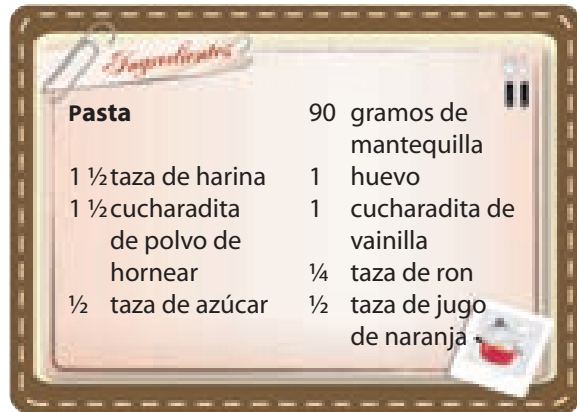 Ingredientes
Pasta
1 ½ taza de harina
1 ½ cucharadita
de polvo de
hornear
½ taza de azúcar
90 gramos de
mantequilla
1 huevo
1 cucharadita de
vainilla
¼ taza de ron
½ taza de jugo
de naranja